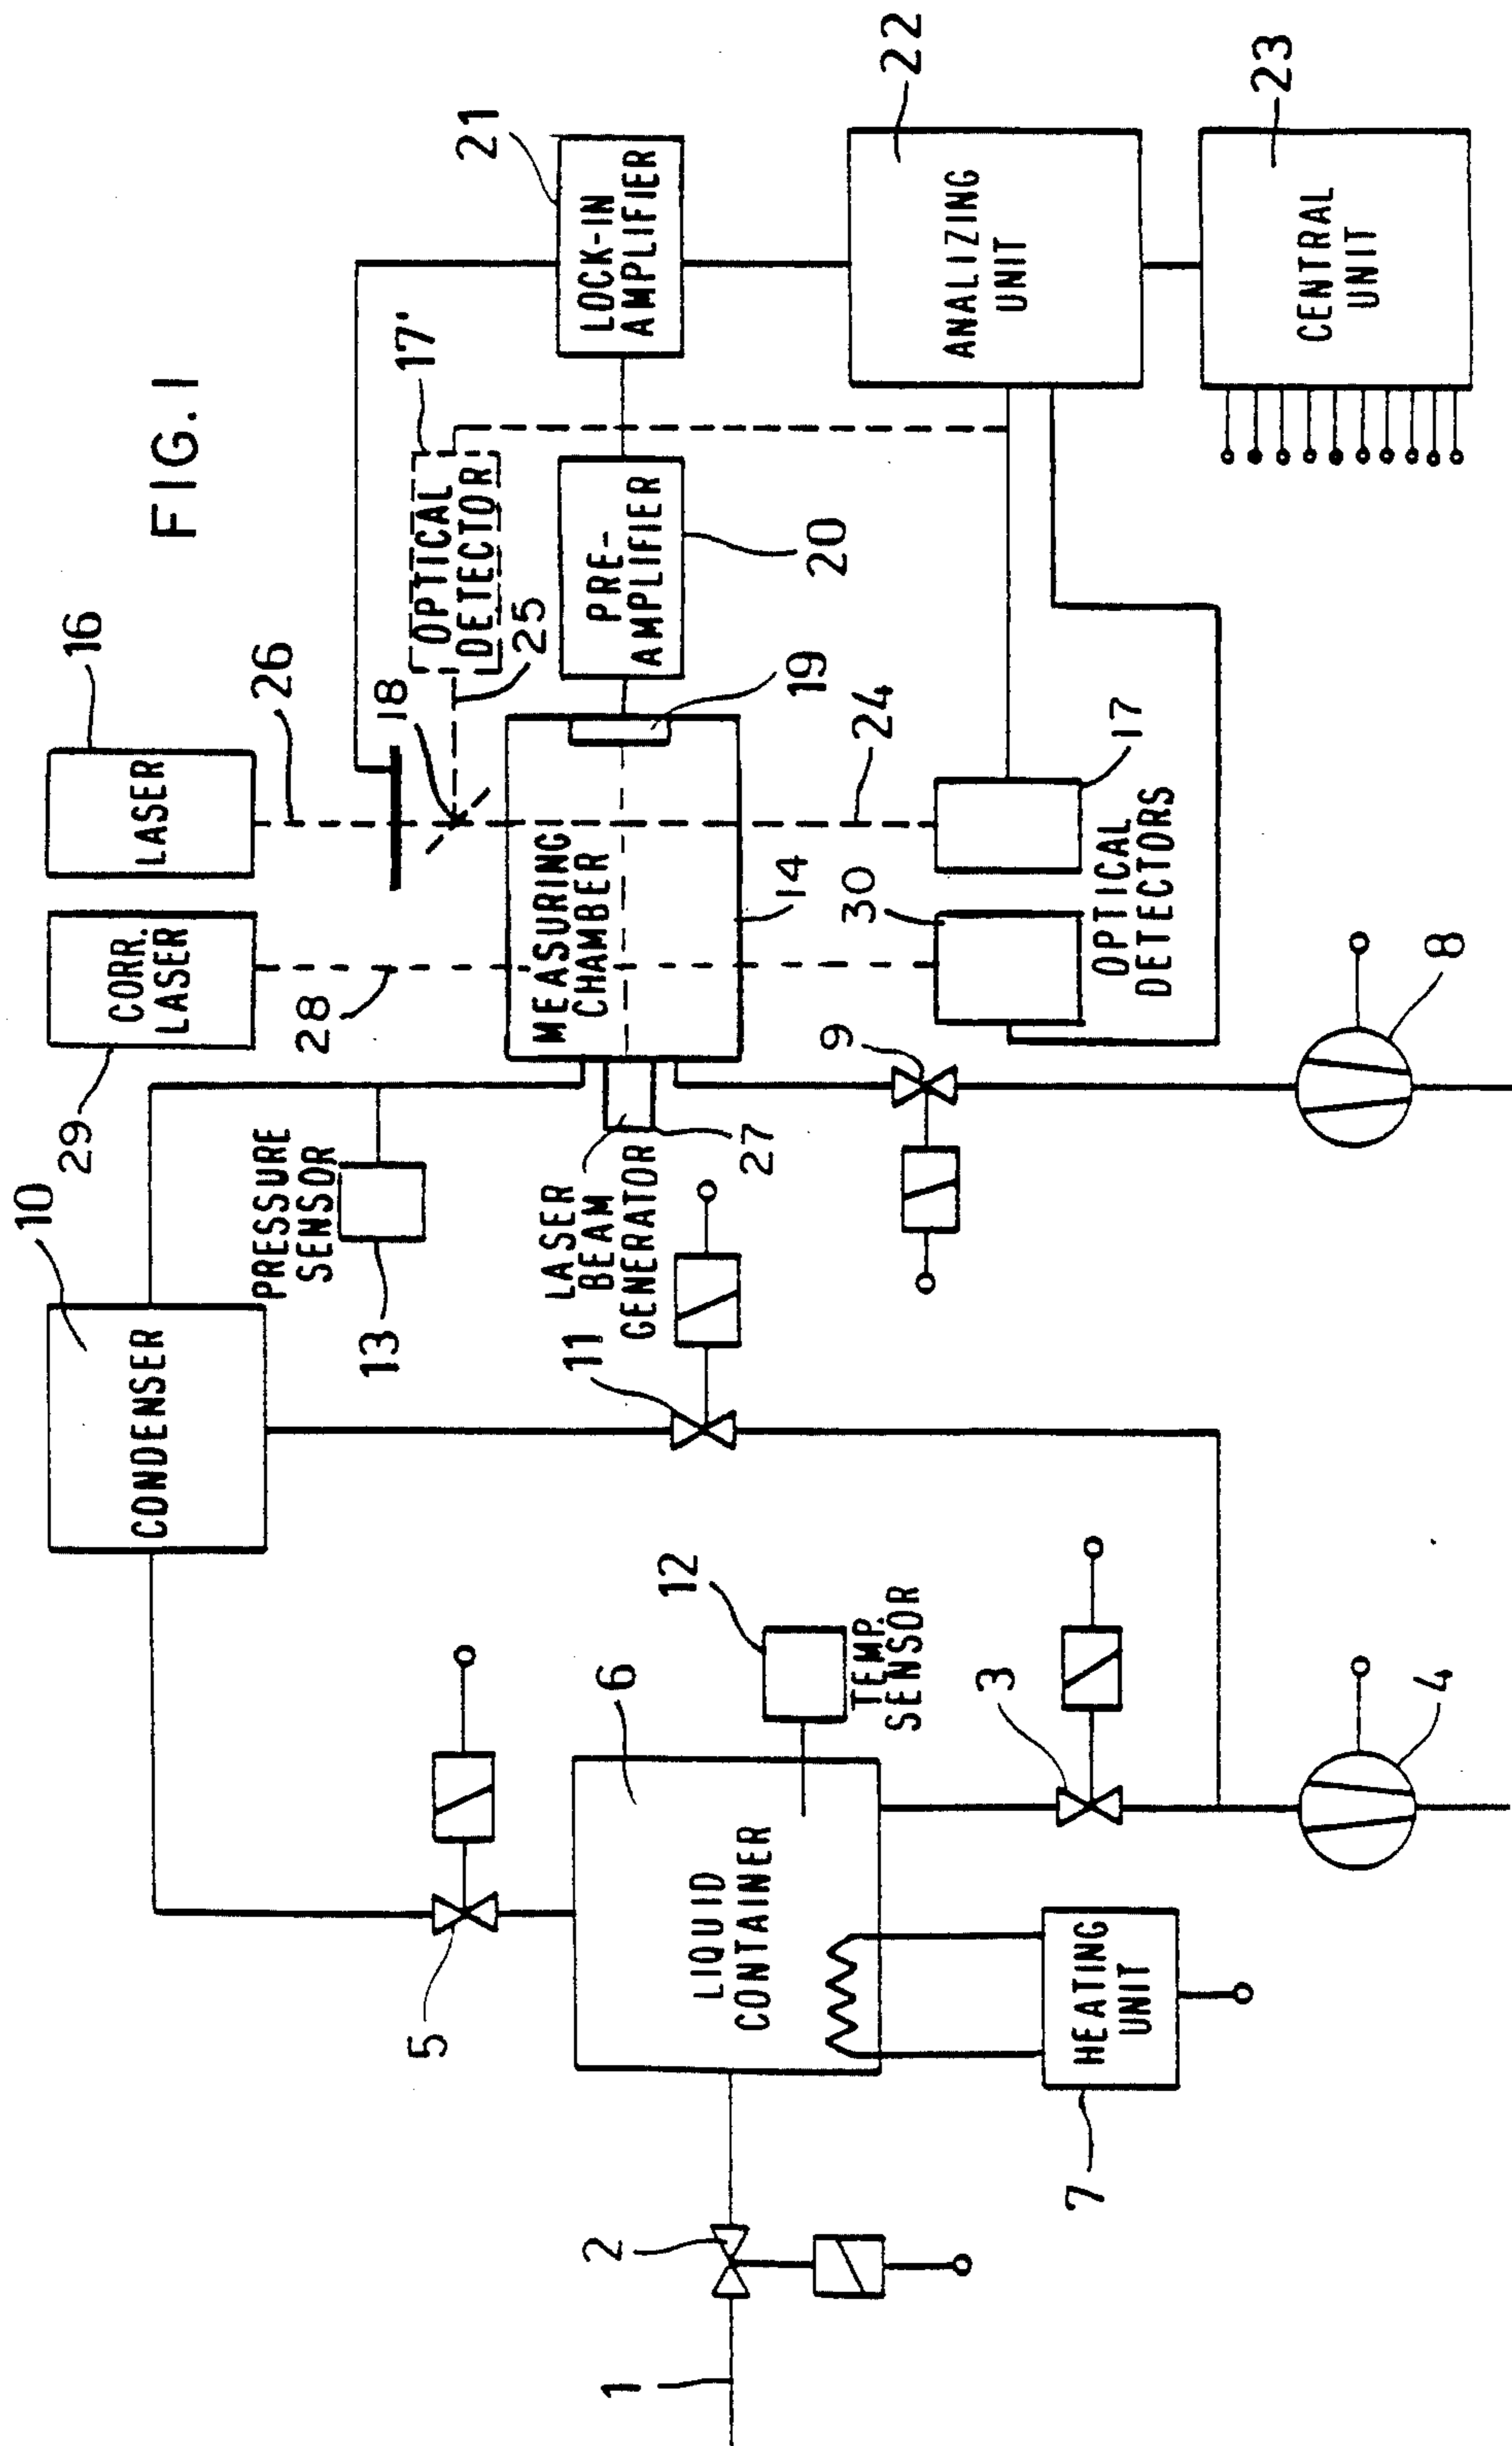 FIG.1
16
LASER
26
29
CORR.
LASER
28
10
CONDENSER
PRESSURE
SENSOR
13
18
17'
OPTICAL
DETECTOR
25
21
LOCK-IN
AMPLIFIER
PRE-
AMPLIFIER
20
19
MEASURING
CHAMBER
14
LASER
BEAM
GENERATOR
27
11
5
6
LIQUID
CONTAINER
12
TEMP.
SENSOR
22
ANALIZING
UNIT
24
17
30
OPTICAL
DETECTORS
9
8
3
4
HEATING
UNIT
7
2
1
23
CENTRAL
UNIT